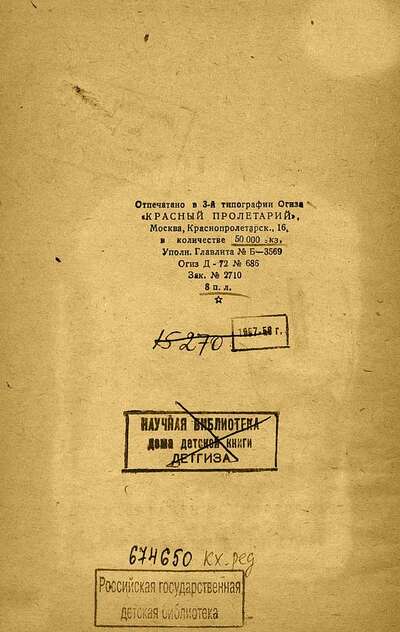 Отпечатано в 3-й типографии Огиза
«КРАСНЫЙ ПРОЛЕТАРИЙ»,
Москва, Краснопролетарск., 16,
в количестве 50.000 экз.
Уполн. Главлита № Б—3569
Огиз Д - 72 № 686
Зак. № 2710
8 п. л.
15270
1957-58 г.
НАУЧНАЯ БИБЛИОТЕКА
дома детской книги
ДЕТГИЗА
674650 кх. ред
Российская государственная
детская библиотека